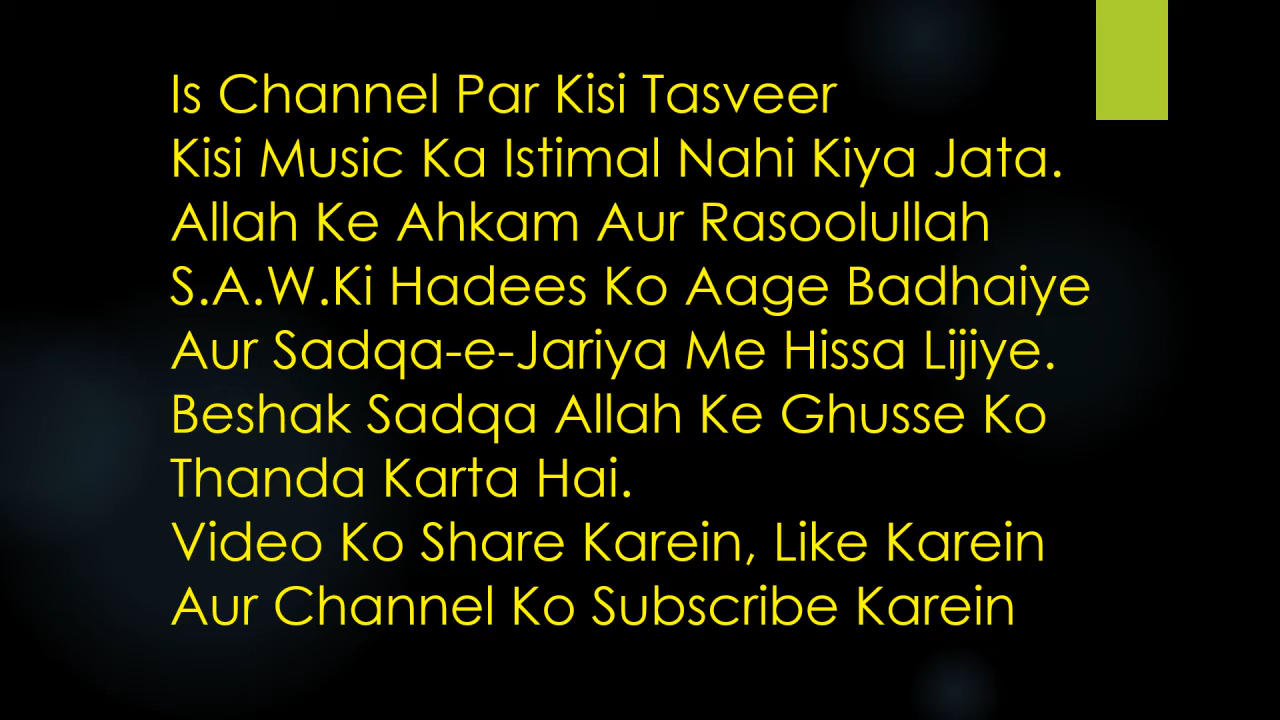 Is Channel Par Kisi Tasveer
Kisi Music Ka Istimal Nahi Kiya Jata.
Allah Ke Ahkam Aur Rasoolullah
S.A.W.Ki Hadees Ko Aage Badhaiye
Aur Sadqa-e-Jariya Me Hissa Lijiye.
Beshak Sadqa Allah Ke Ghusse Ko
Thanda Karta Hai.
Video Ko Share Karein, Like Karein
Aur Channel Ko Subscribe Karein